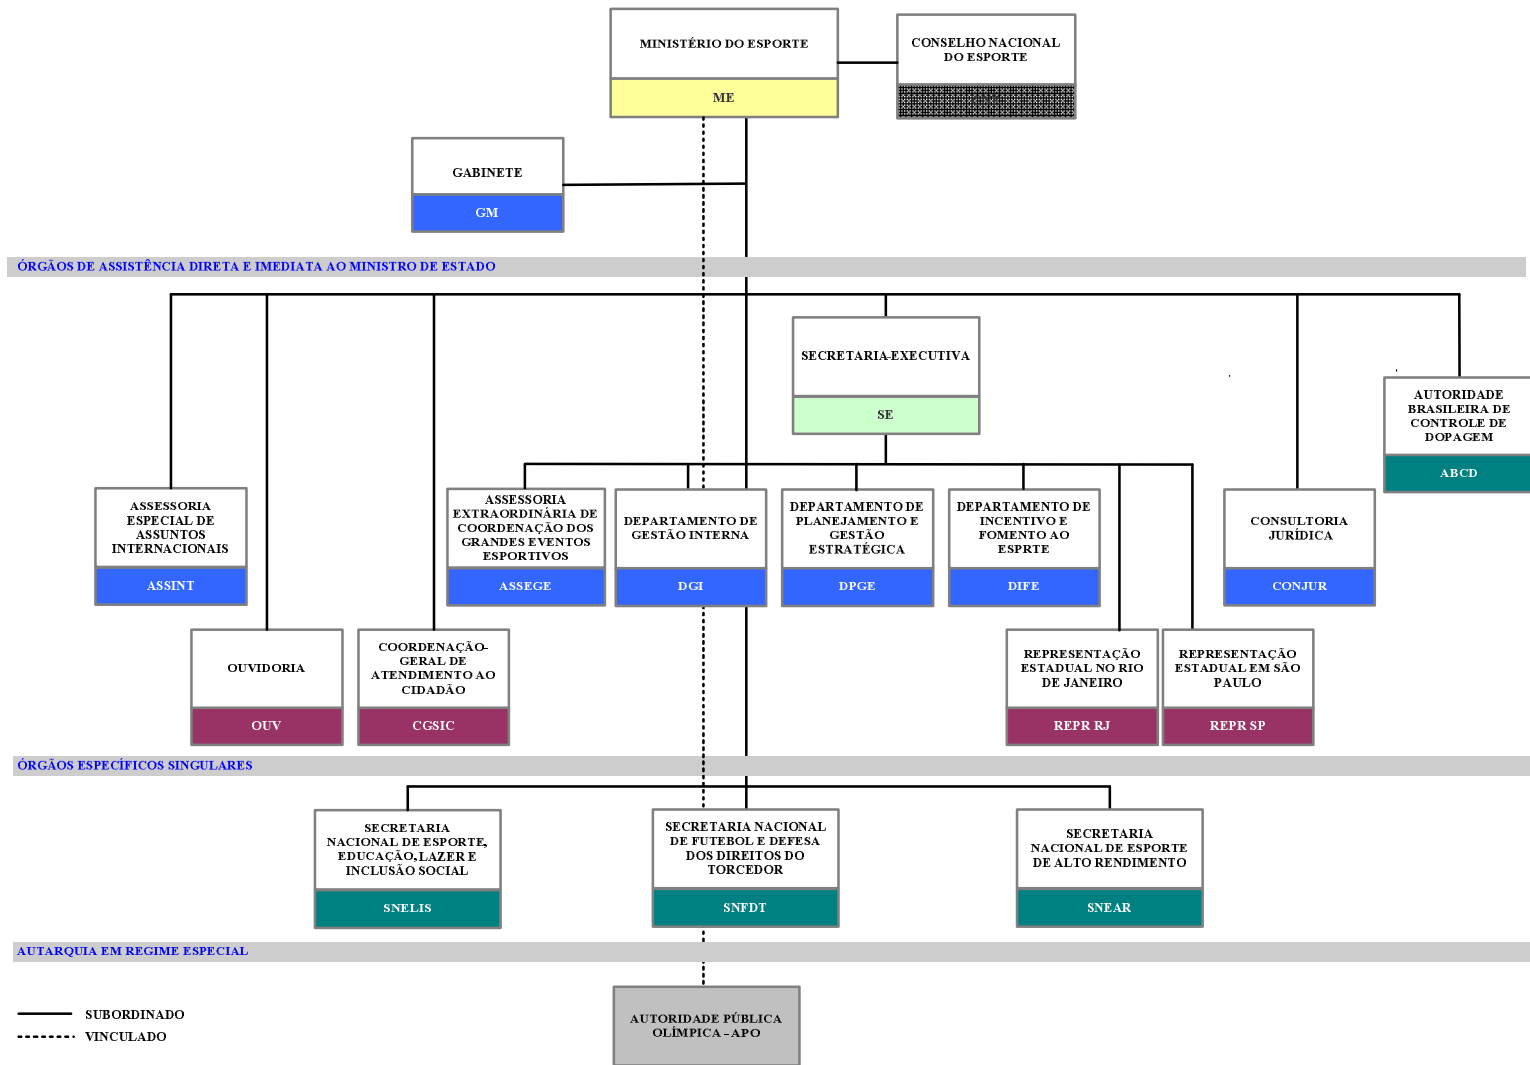 MINISTÉRIO DO ESPORTE
ME
CONSELHO NACIONAL
DO ESPORTE
GABINETE
GM
ÓRGÃOS DE ASSISTÊNCIA DIRETA E IMEDIATA AO MINISTRO DE ESTADO
SECRETARIA-EXECUTIVA
SE
AUTORIDADE
BRASILEIRA DE
CONTROLE DE
DOPAGEM
ABCD
ASSESSORIA
ESPECIAL DE
ASSUNTOS
INTERNACIONAIS
ASSINT
ASSESSORIA
EXTRAORDINÁRIA DE
COORDENAÇÃO DOS
GRANDES EVENTOS
ESPORTIVOS
ASSEGE
DEPARTAMENTO DE
GESTÃO INTERNA
DGI
DEPARTAMENTO DE
PLANEJAMENTO E
GESTÃO
ESTRATÉGICA
DPGE
DEPARTAMENTO DE
INCENTIVO E
FOMENTO AO
ESPRTE
DIFE
CONSULTORIA
JURÍDICA
CONJUR
OUVIDORIA
OUV
COORDENAÇÃO-
GERAL DE
ATENDIMENTO AO
CIDADÃO
CGSIC
REPRESENTAÇÃO
ESTADUAL NO RIO
DE JANEIRO
REPR RJ
REPRESENTAÇÃO
ESTADUAL EM SÃO
PAULO
REPR SP
ÓRGÃOS ESPECÍFICOS SINGULARES
SECRETARIA
NACIONAL DE ESPORTE,
EDUCAÇÃO, LAZER E
INCLUSÃO SOCIAL
SNELIS
SECRETARIA NACIONAL
DE FUTEBOL E DEFESA
DOS DIREITOS DO
TORCEDOR
SNFDT
SECRETARIA
NACIONAL DE ESPORTE
DE ALTO RENDIMENTO
SNEAR
AUTARQUIA EM REGIME ESPECIAL
AUTORIDADE PÚBLICA
OLÍMPICA – APO
SUBORDINADO
VINCULADO